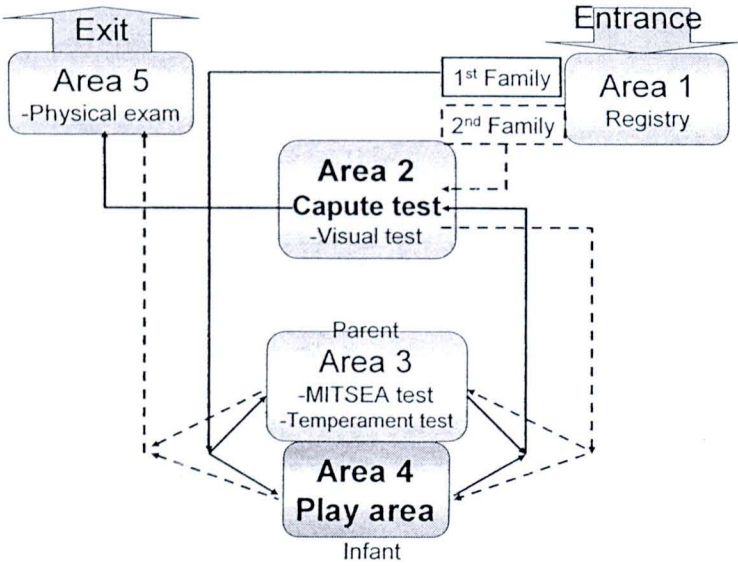 Exit
Entrance
Area 5
-Physical exam
1st Family
2nd Family
Area 1
Registry
Area 2
Capute test
-Visual test
Parent
Area 3
-MITSEA test
-Temperament test
Area 4
Play area
Infant